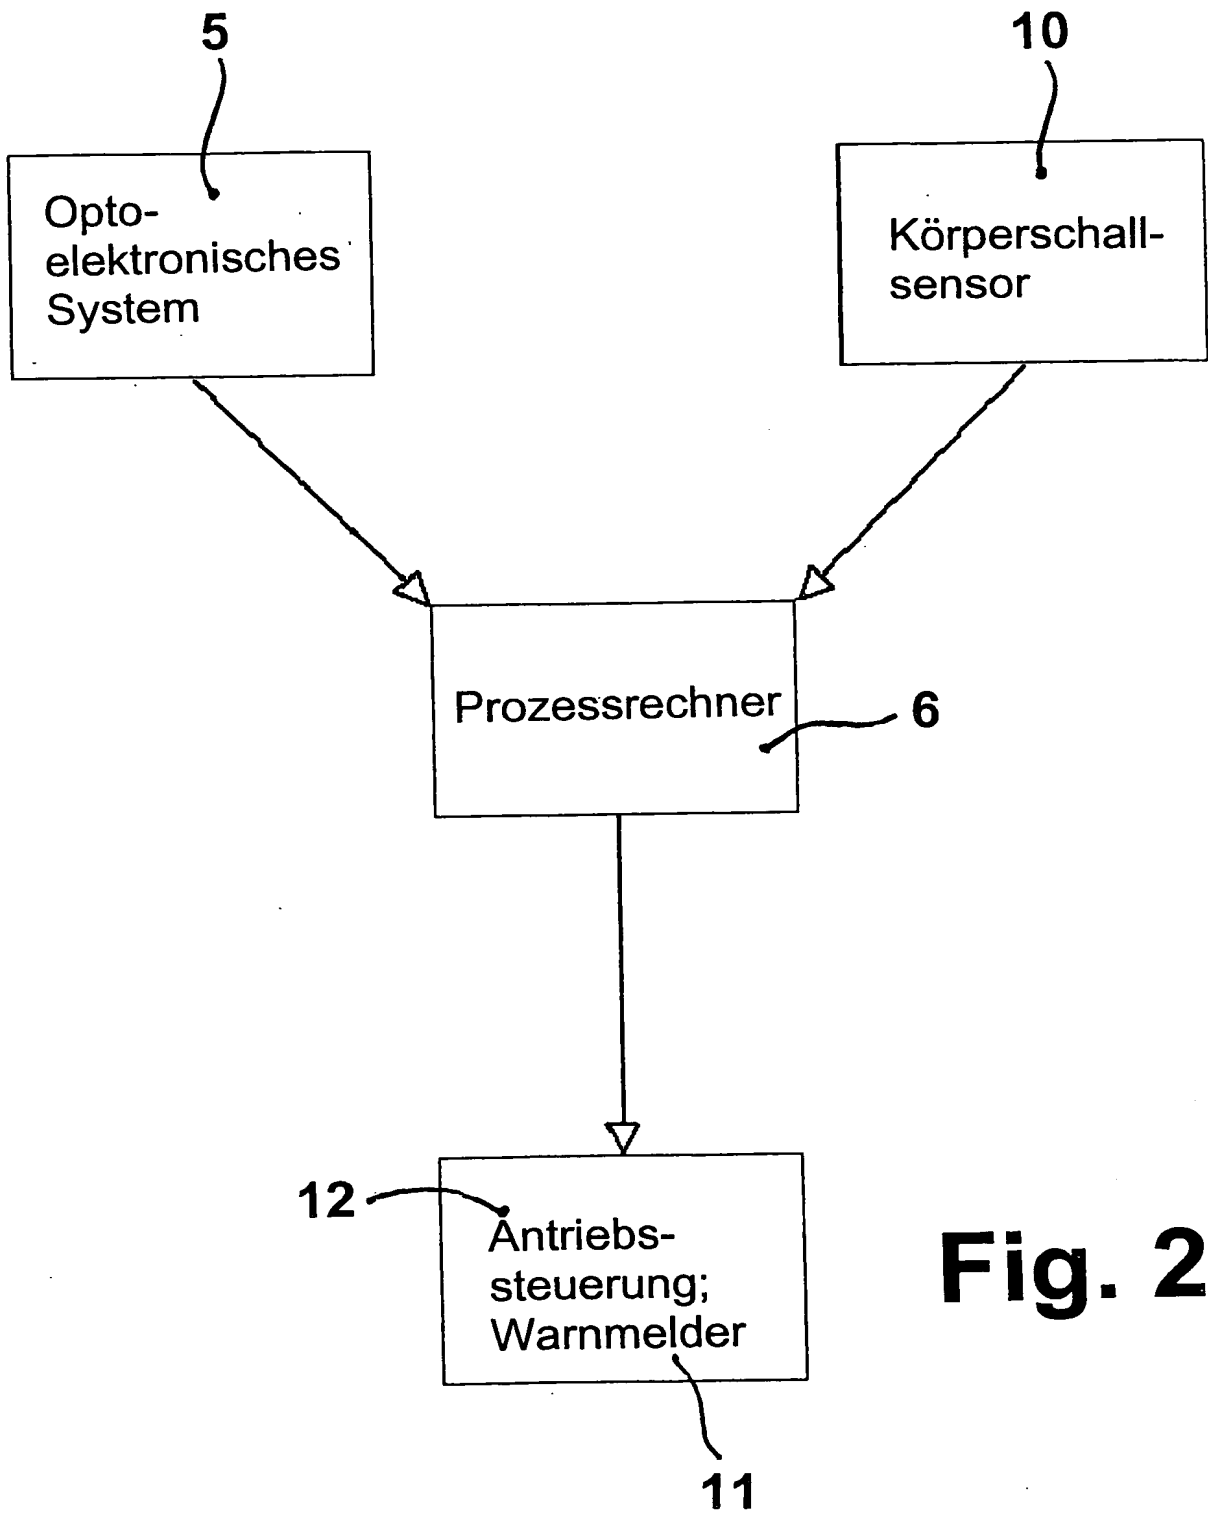 5
10
Opto-
elektronisches
System
Körperschall-
sensor
Prozessrechner
6
12
Antriebs-
steuerung;
Warnmelder
11
Fig. 2